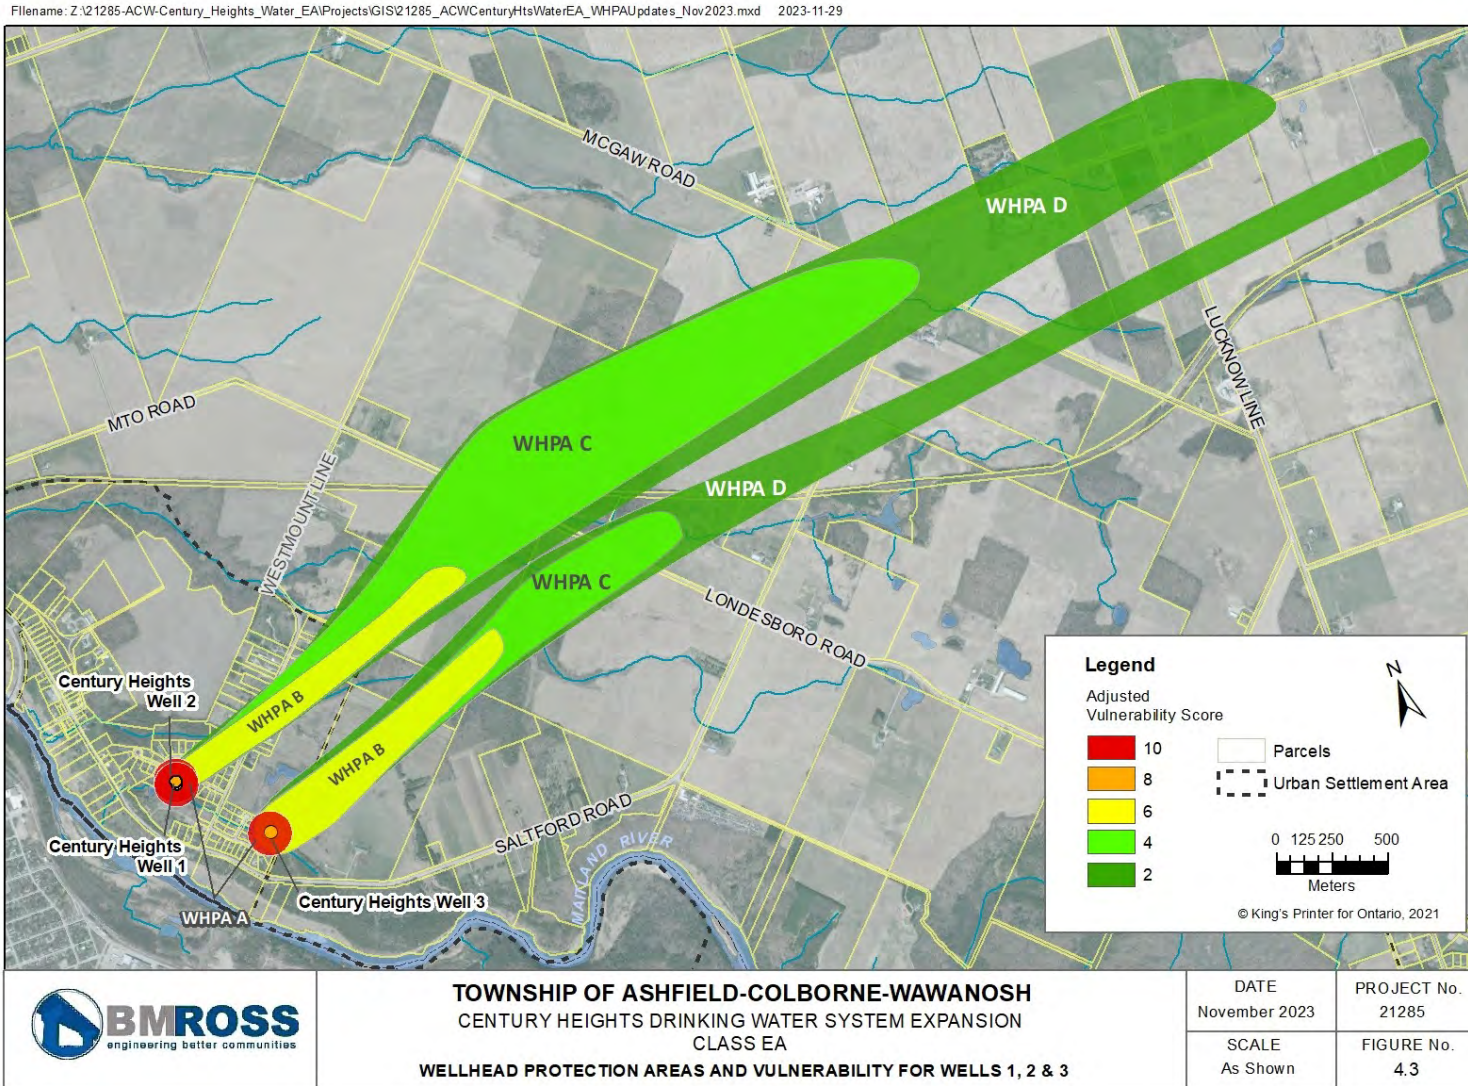 Filename: Z:\21285-ACW-Century_Heights_Water_EA\Projects\GIS\21285_ACWCenturyHtsWaterEA_WHPAUpdates_Nov2023.mxd 2023-11-29
MCGAW ROAD
WHPA D
LUCKNOW LINE
MTO ROAD
WHPA C
WESTMOUNT LINE
WHPA D
WHPA C
LONDESBORO ROAD
Century Heights
Well 2
WHPA B
WHPA B
SALTFORD ROAD
MAITLAND RIVER
Century Heights
Well 1
Century Heights Well 3
WHPA A
Legend
Adjusted
Vulnerability Score
10
8
6
4
2
Parcels
Urban Settlement Area
N
0 125 250 500
Meters
© King's Printer for Ontario, 2021
BMROSS
engineering better communities
TOWNSHIP OF ASHFIELD-COLBORNE-WAWANOSH
CENTURY HEIGHTS DRINKING WATER SYSTEM EXPANSION
CLASS EA
WELLHEAD PROTECTION AREAS AND VULNERABILITY FOR WELLS 1, 2 & 3
DATE
November 2023
PROJECT No.
21285
SCALE
As Shown
FIGURE No.
4.3